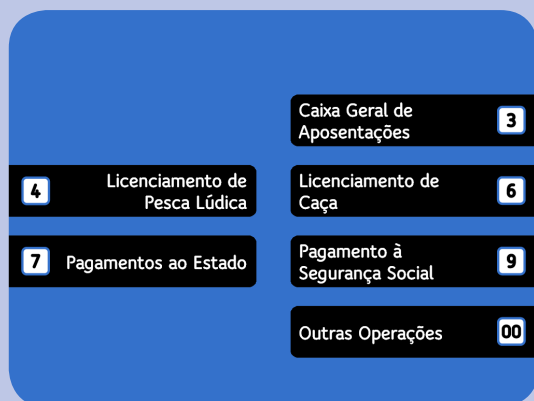 Caixa Geral de
Aposentações
3
4
Licenciamento de
Pesca Lúdica
Licenciamento de
Caça
6
7
Pagamentos ao Estado
Pagamento à
Segurança Social
9
Outras Operações
00